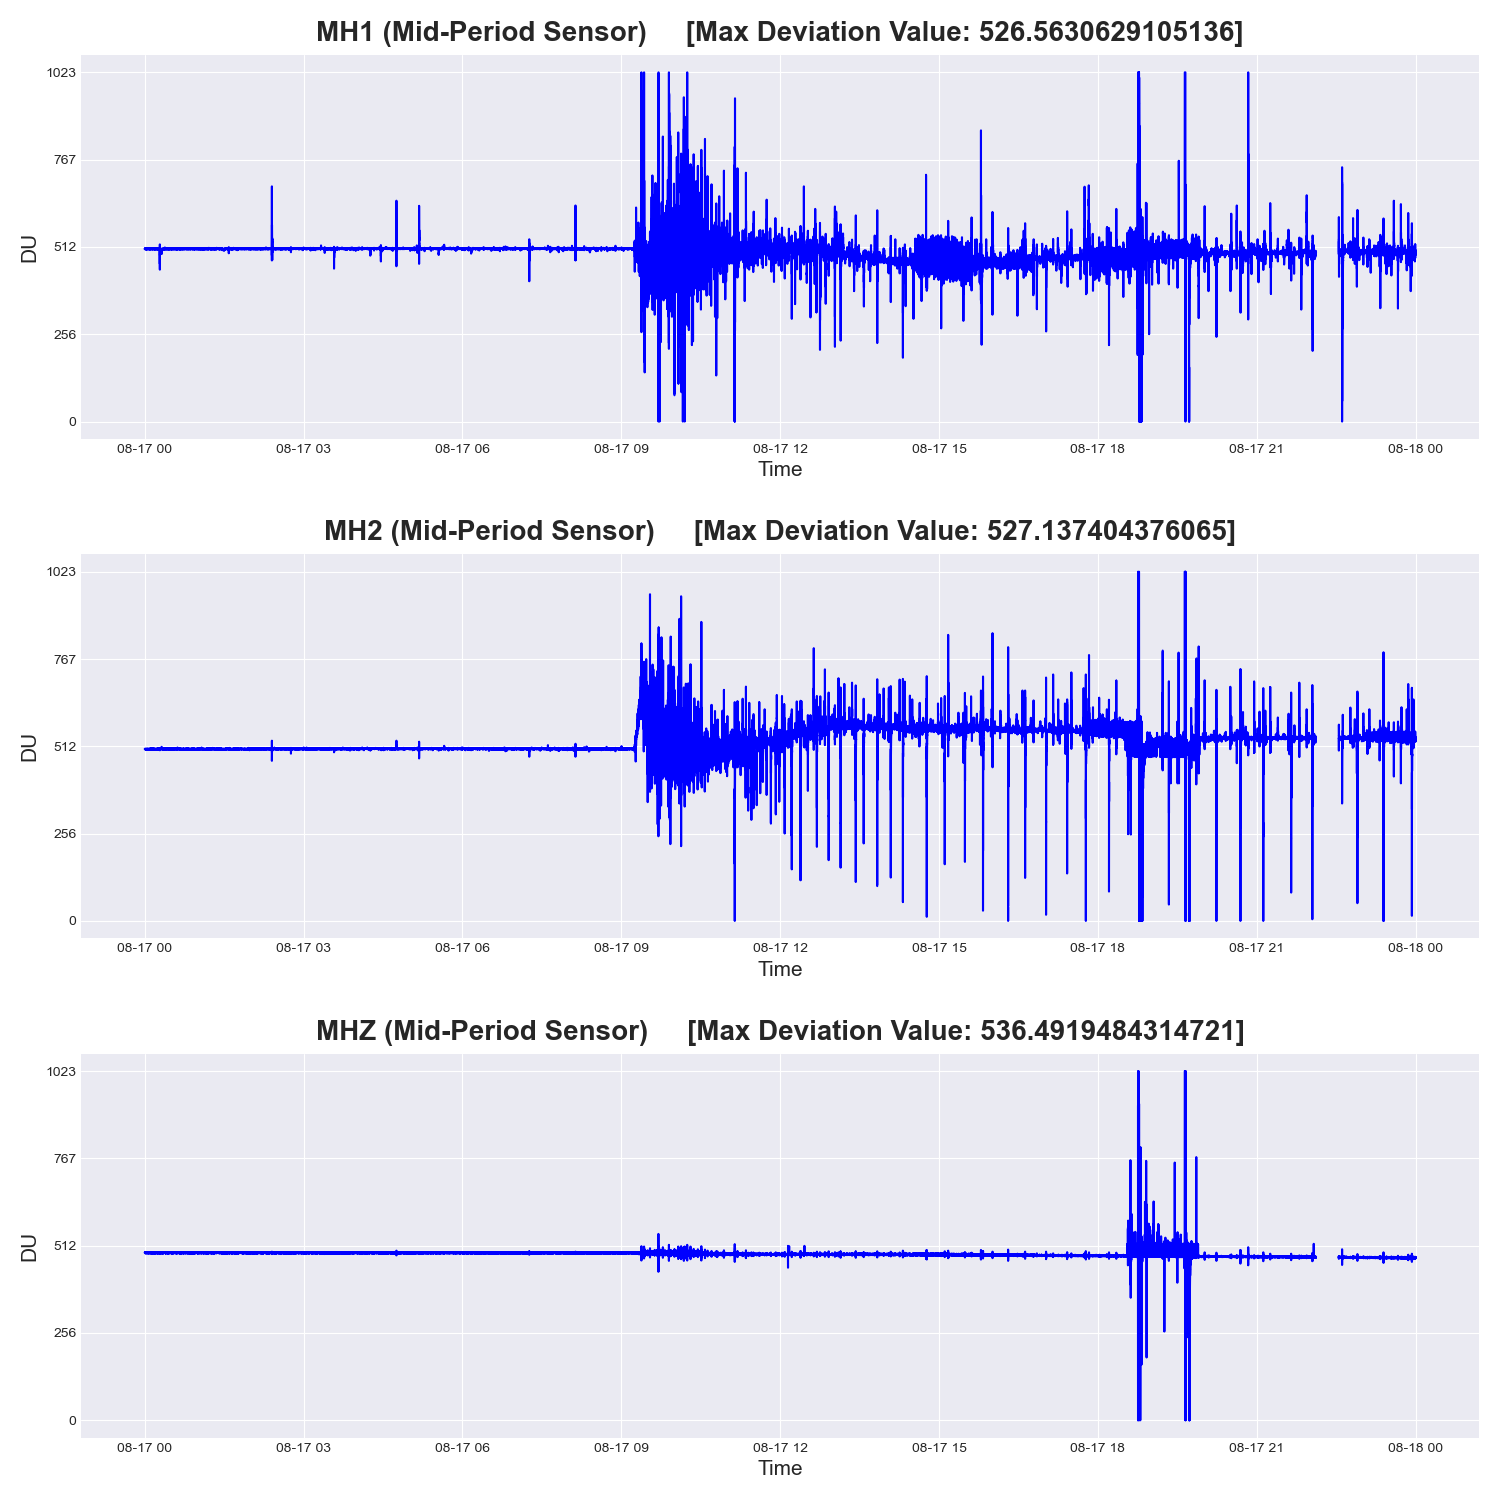 MH1 (Mid-Period Sensor) [Max Deviation Value: 526.5630629105136]
1023
767
512
256
0
DU
08-17 00 08-17 03 08-17 06 08-17 09 08-17 12 08-17 15 08-17 18 08-17 21 08-18 00
Time
MH2 (Mid-Period Sensor) [Max Deviation Value: 527.137404376065]
1023
767
512
256
0
DU
08-17 00 08-17 03 08-17 06 08-17 09 08-17 12 08-17 15 08-17 18 08-17 21 08-18 00
Time
MHZ (Mid-Period Sensor) [Max Deviation Value: 536.4919484314721]
1023
767
512
256
0
DU
08-17 00 08-17 03 08-17 06 08-17 09 08-17 12 08-17 15 08-17 18 08-17 21 08-18 00
Time